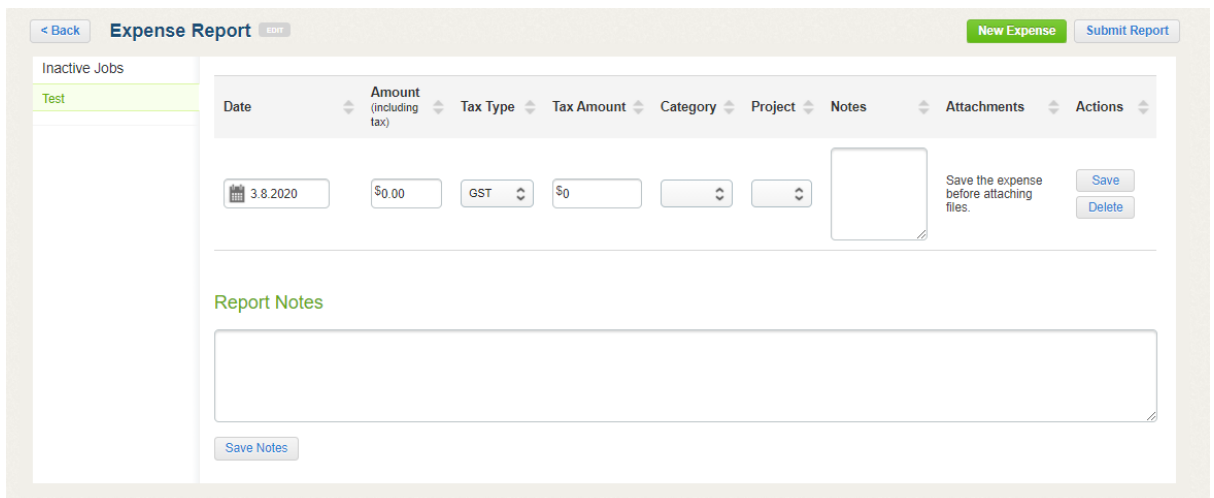 < Back Expense Report EDIT New Expense Submit Report
Inactive Jobs
Test
Date Amount (including tax) Tax Type Tax Amount Category Project Notes Attachments Actions
3.8.2020 $0.00 GST $0 Save the expense before attaching files. Save
Delete
Report Notes
Save Notes